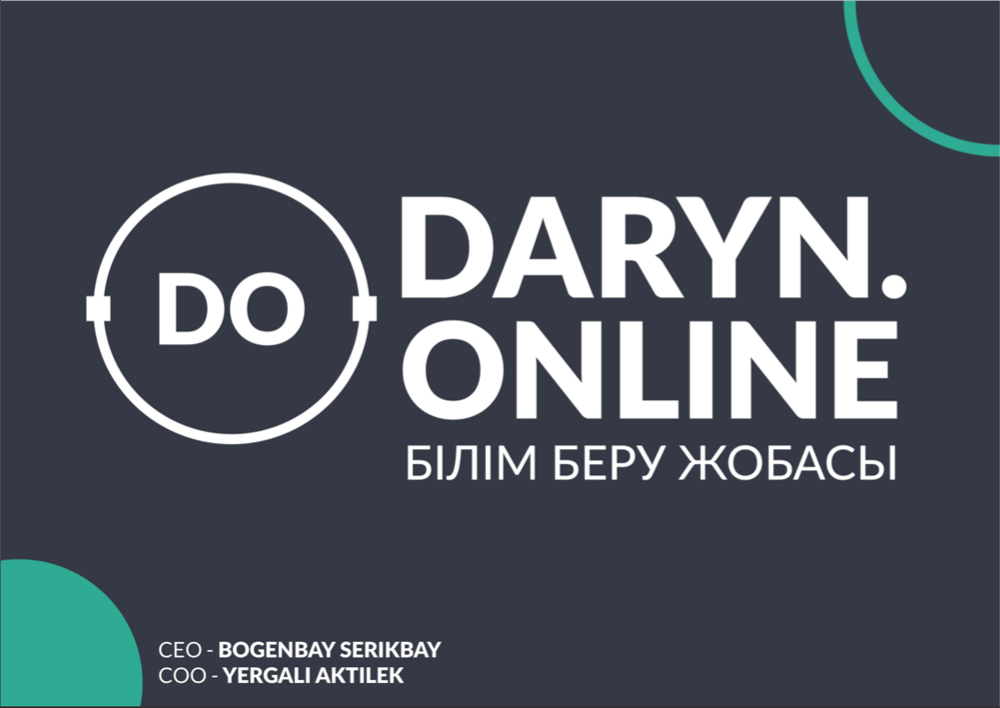 DO
DARYN.
ONLINE
БІЛІМ БЕРУ ЖОБАСЫ
CEO - BOGENBAY SERIKBAY
COO - YERGALI AKTILEK